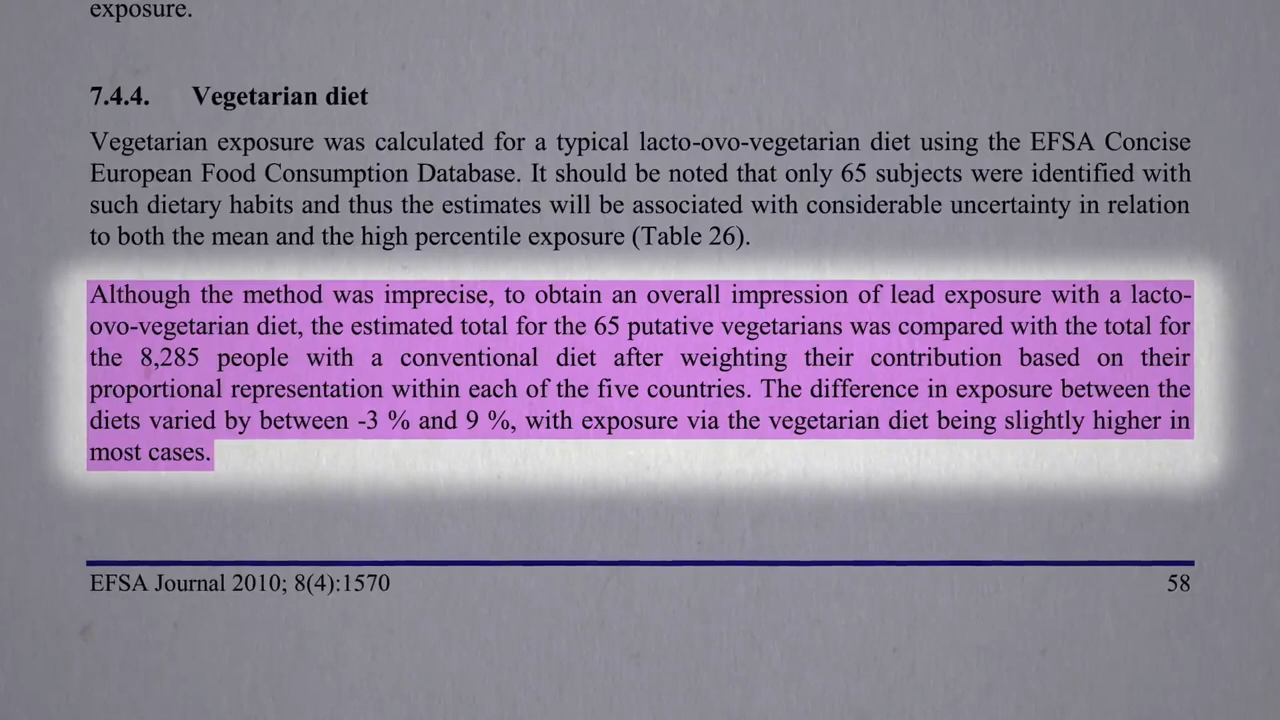 exposure.
7.4.4. Vegetarian diet
Vegetarian exposure was calculated for a typical lacto-ovo-vegetarian diet using the EFSA Concise
European Food Consumption Database. It should be noted that only 65 subjects were identified with
such dietary habits and thus the estimates will be associated with considerable uncertainty in relation
to both the mean and the high percentile exposure (Table 26).
Although the method was imprecise, to obtain an overall impression of lead exposure with a lacto-
ovo-vegetarian diet, the estimated total for the 65 putative vegetarians was compared with the total for
the 8,285 people with a conventional diet after weighting their contribution based on their
proportional representation within each of the five countries. The difference in exposure between the
diets varied by between -3 % and 9 %, with exposure via the vegetarian diet being slightly higher in
most cases.
EFSA Journal 2010; 8(4):1570 58